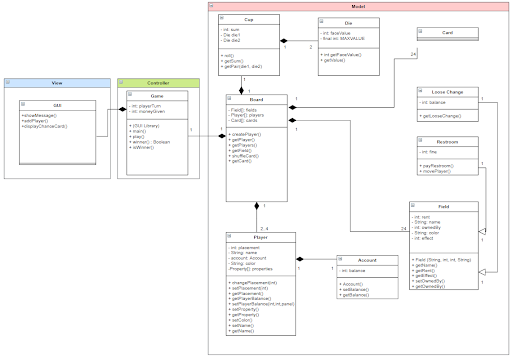 Model
Cup
- int: sum
- Die die1
- Die die2
+ roll()
+ getSum()
+ getPair(die1; die2)
1
2
Die
- int: faceValue
- final int: MAXVALUE
+ int getFaceValue()
+ getValue()
Card
24
1
View
GUI
+showMessage()
+addPlayer()
+displayChanceCard()
Controller
Game
- int: playerTurn
- int: moneyGiven
+ (GUI-Library)
+ main()
+ play()
+ winner() : Boolean
+ isWinner()
1
1
Board
- Field[]: fields
- Player[]: players
- Card[]: cards
+ createPlayer()
+ getPlayer()
+ getPlayers()
+ getField()
+ shuffleCard()
+ getCard()
1
1
1
Loose Change
- int: balance
+ getLooseChange()
1
Restroom
- int: fine
+ payRestroom()
+ movePlayer()
1
Field
- int: rent
- String: name
- int: ownedBy
- String: color
- int: effect
+ Field (String, int, int, String)
+ getName()
+ getRent()
+ getEffect()
+ setOwnedBy()
+ getOwnedBy()
24
1
1
1
2..4
Player
- int: placement
- String: name
- account: Account
- String: color
-Property[]: properties
+ changePlacement(int)
+ setPlacement(int)
+ getPlacement()
+ getPlayerBalance()
+ setProperty()
+ getProperty()
+ setColor()
+ setName()
+ getName()
1
1
Account
- int: balance
+ Account()
+ setBalance()
+ getBalance()